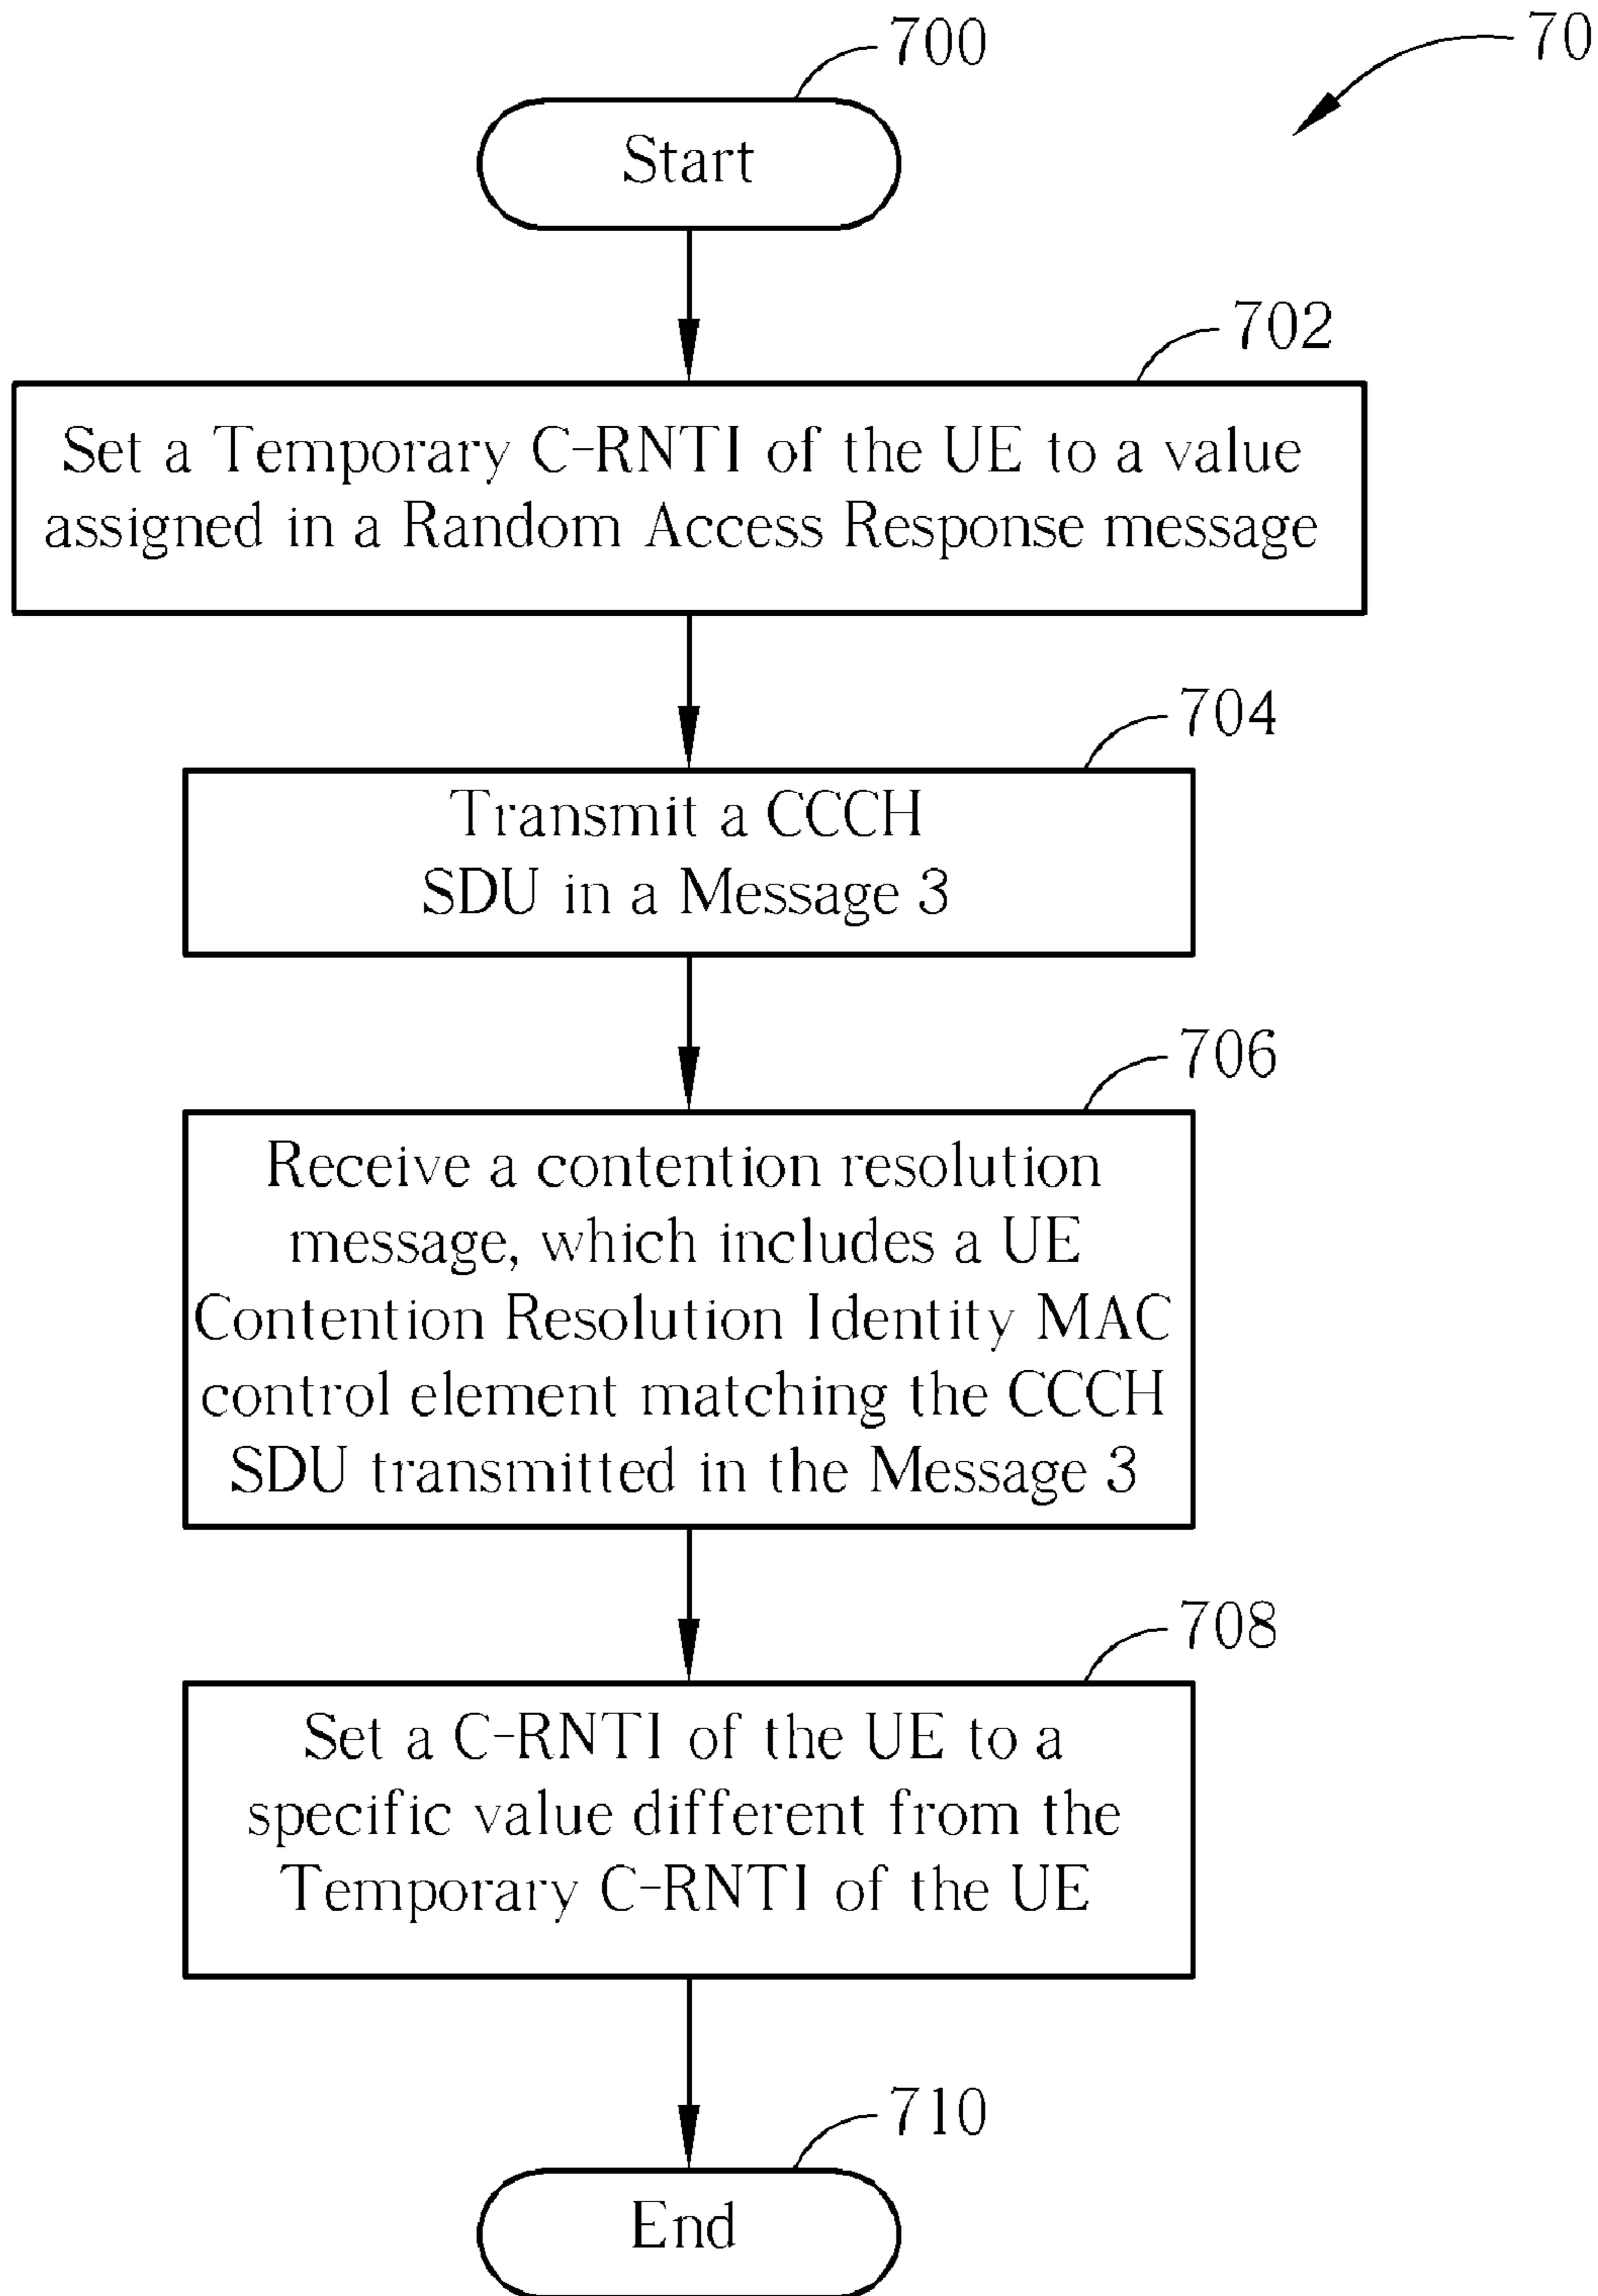 700
70
Start
702
Set a Temporary C-RNTI of the UE to a value
assigned in a Random Access Response message
704
Transmit a CCCH
SDU in a Message 3
706
Receive a contention resolution
message, which includes a UE
Contention Resolution Identity MAC
control element matching the CCCH
SDU transmitted in the Message 3
708
Set a C-RNTI of the UE to a
specific value different from the
Temporary C-RNTI of the UE
710
End